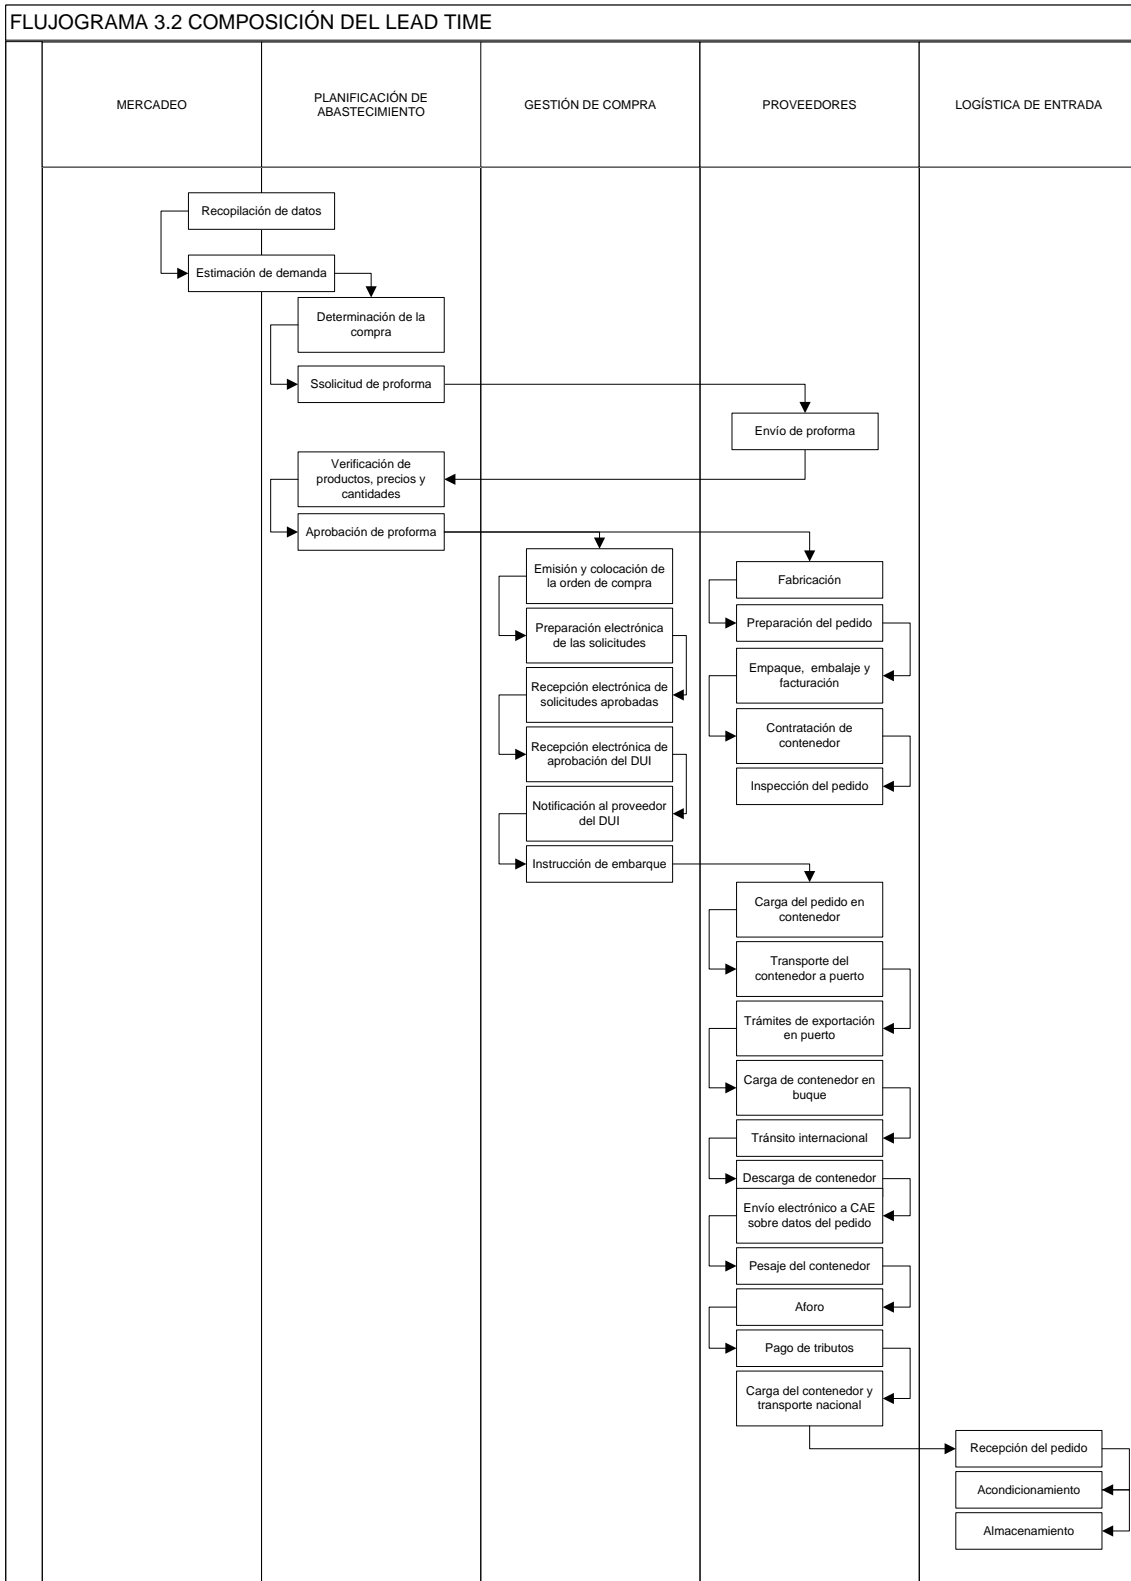 FLUJOGRAMA 3.2 COMPOSICIÓN DEL LEAD TIME
MERCADEO
PLANIFICACIÓN DE
ABASTECIMIENTO
GESTIÓN DE COMPRA
PROVEEDORES
LOGÍSTICA DE ENTRADA
Recopilación de datos
Estimación de demanda
Determinación de la
compra
Ssolicitud de proforma
Envío de proforma
Verificación de
productos, precios y
cantidades
Aprobación de proforma
Emisión y colocación de
la orden de compra
Preparación electrónica
de las solicitudes
Recepción electrónica de
solicitudes aprobadas
Recepción electrónica de
aprobación del DUI
Notificación al proveedor
del DUI
Instrucción de embarque
Fabricación
Preparación del pedido
Empaque, embalaje y
facturación
Contratación de
contenedor
Inspección del pedido
Carga del pedido en
contenedor
Transporte del
contenedor a puerto
Trámites de exportación
en puerto
Carga de contenedor en
buque
Tránsito internacional
Descarga de contenedor
Envío electrónico a CAE
sobre datos del pedido
Pesaje del contenedor
Aforo
Pago de tributos
Carga del contenedor y
transporte nacional
Recepción del pedido
Acondicionamiento
Almacenamiento